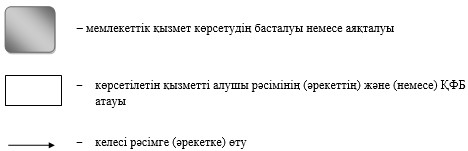 – мемлекеттік қызмет көрсетудің басталуы немесе аяқталуы
– көрсетілетін қызметті алушы рәсімінің (әрекеттің) және (немесе) ҚФБ
атауы
– келесі рәсімге (әрекетке) өту